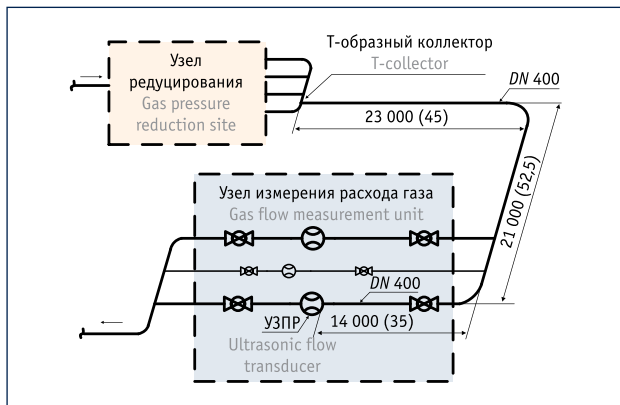 Узел
редуцирования
Gas pressure
reduction site
Т-образный коллектор
T-collector
DN 400
23 000 (45)
21 000 (52,5)
Узел измерения расхода газа
Gas flow measurement unit
DN 400
УЗПР
14 000 (35)
Ultrasonic flow
transducer